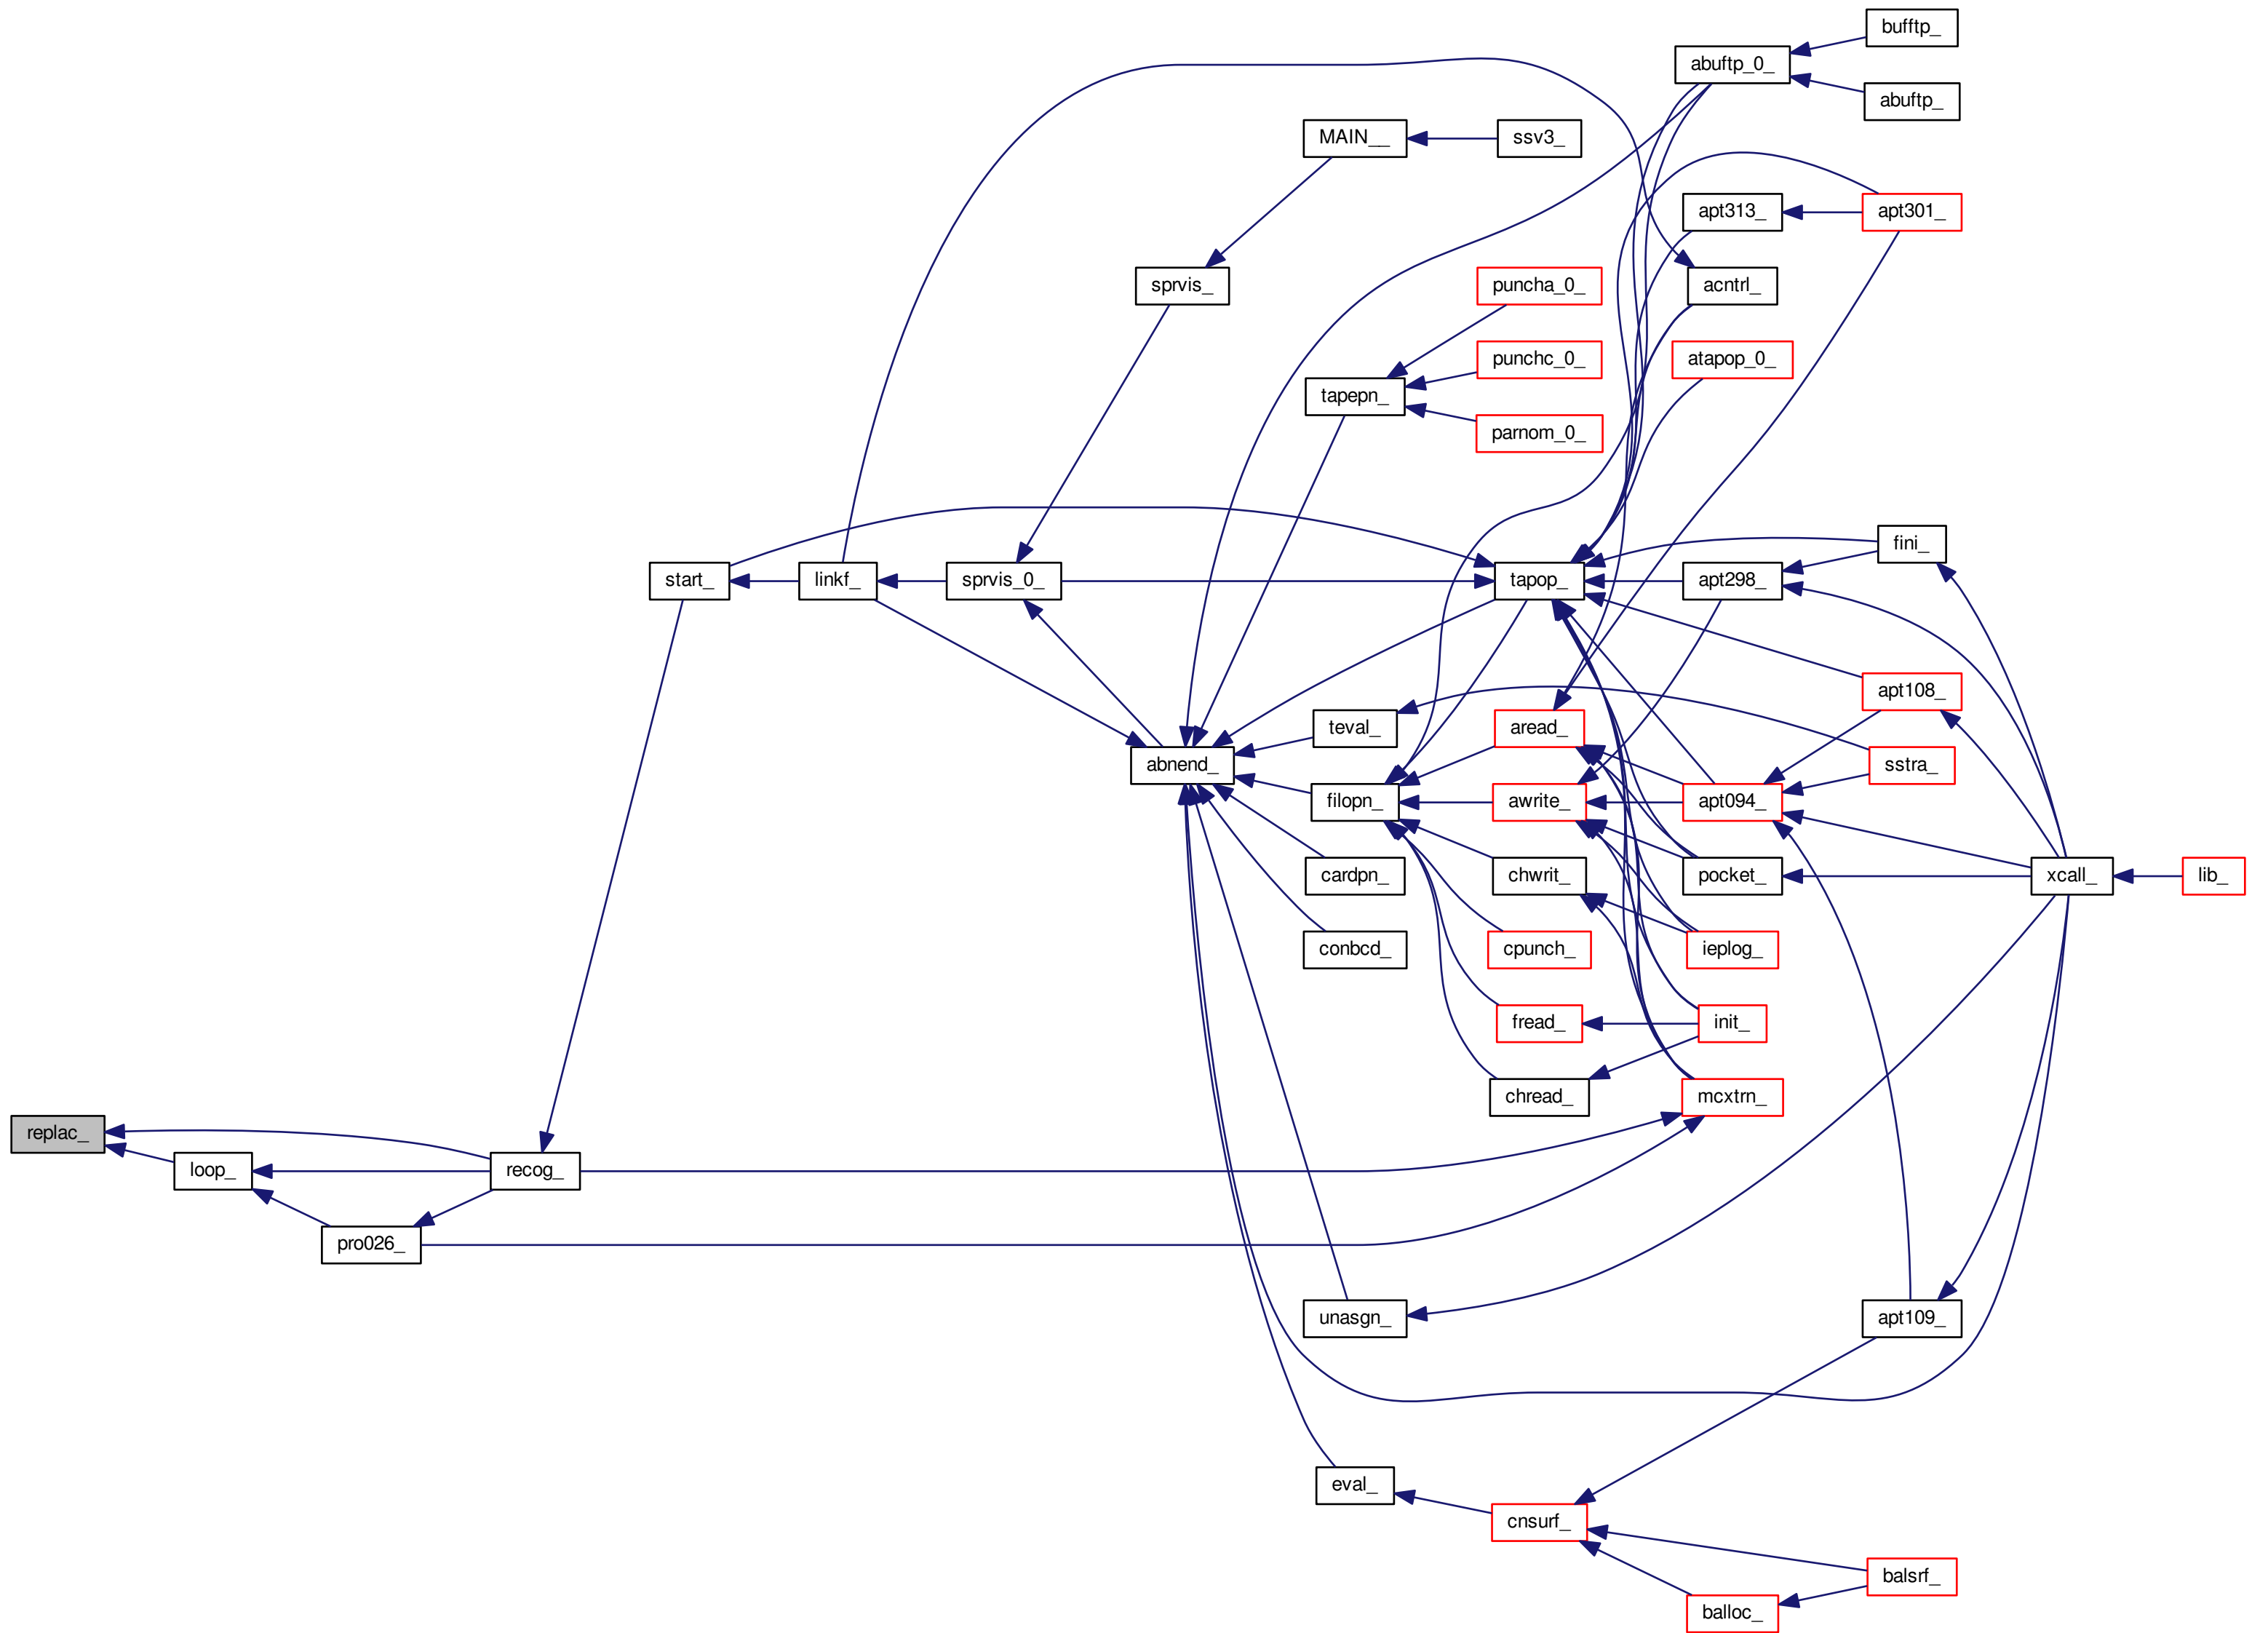 bufftp_
abuftp_0_
abuftp_
MAIN__
ssv3_
apt313_
apt301_
sprvis_
puncha_0_
acntrl_
punchc_0_
atapop_0_
tapepn_
parnom_0_
fini_
start_
linkf_
sprvis_0_
tapop_
apt298_
apt108_
teval_
aread_
abnend_
sstra_
filopn_
awrite_
apt094_
cardpn_
chwrit_
pocket_
xcall_
lib_
conbcd_
cpunch_
ieplog_
fread_
init_
chread_
mcxtrn_
replac_
loop_
recog_
pro026_
unasgn_
apt109_
eval_
cnsurf_
balsrf_
balloc_